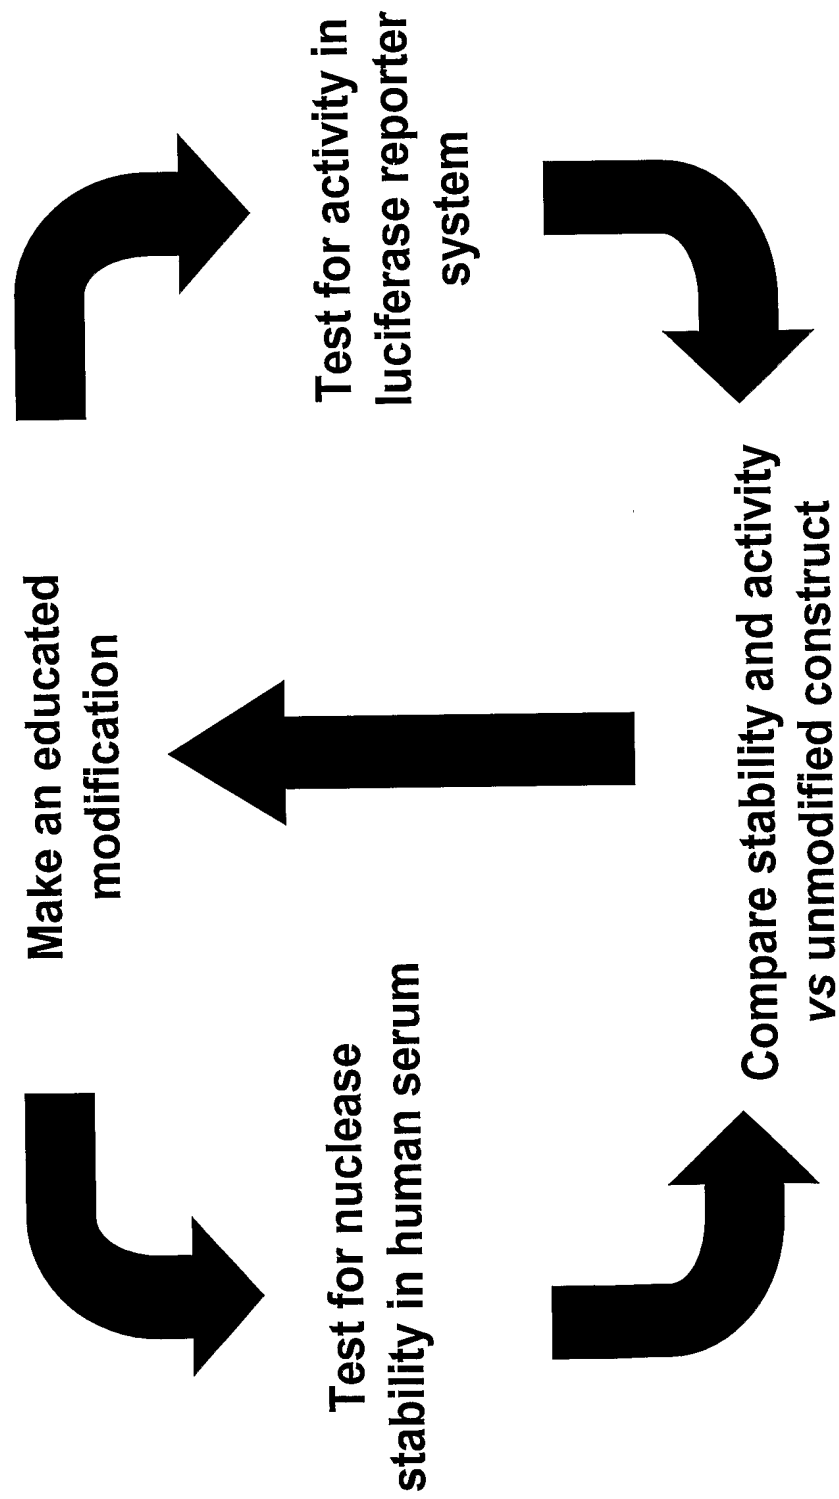 Make an educated
modification
Test for nuclease
stability in human serum
Test for activity in
luciferase reporter
system
Compare stability and activity
vs unmodified construct